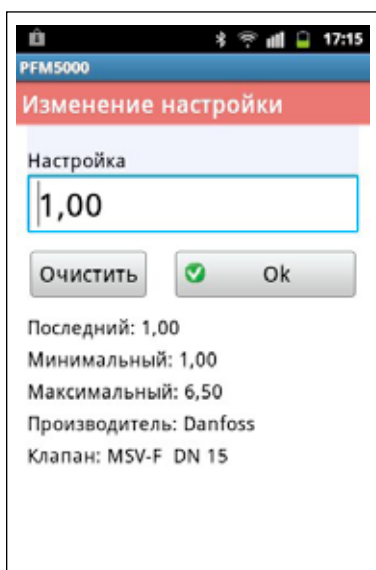 17:15
PFM5000
Изменение настройки
Настройка
1,00
Очистить
Ok
Последний: 1,00
Минимальный: 1,00
Максимальный: 6,50
Производитель: Danfoss
Клапан: MSV-F DN 15